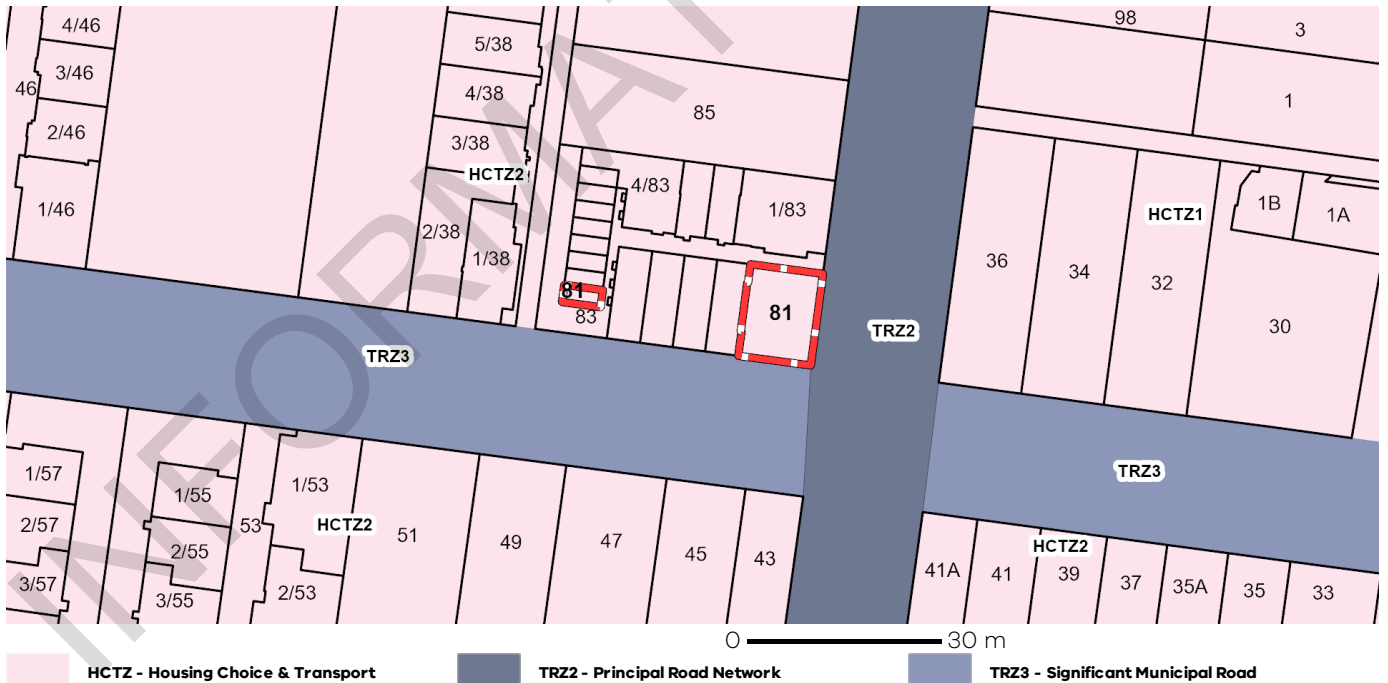 4/46
5/38
98
3
3/46
46
4/38
85
1
2/46
3/38
HCTZ2
4/83
1/46
1/83
HCTZ1
1B
1A
2/38
1/38
36
34
32
81
83
81
TRZ2
30
TRZ3
TRZ3
1/57
1/55
1/53
2/57
53
HCTZ2
51
49
47
45
43
2/55
HCTZ2
3/57
3/55
2/53
41A
41
39
37
35A
35
33
INFORMAT
0 30 m
HCTZ - Housing Choice & Transport
TRZ2 - Principal Road Network
TRZ3 - Significant Municipal Road